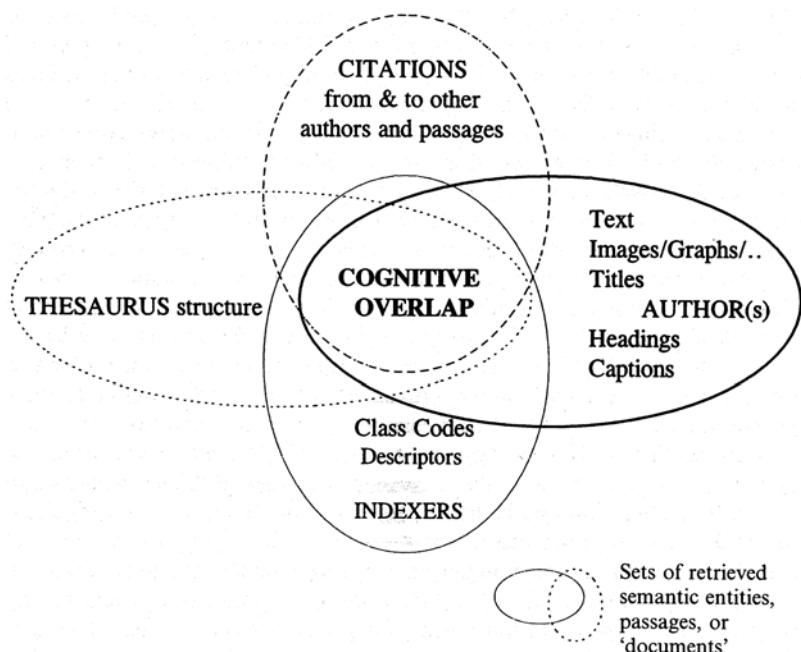 CITATIONS
from & to other
authors and passages
Text
Images/Graphs/..
Titles
AUTHOR(s)
Headings
Captions
COGNITIVE
OVERLAP
THESAURUS structure
Class Codes
Descriptors
INDEXERS
Sets of retrieved
semantic entities,
passages, or
‘documents’